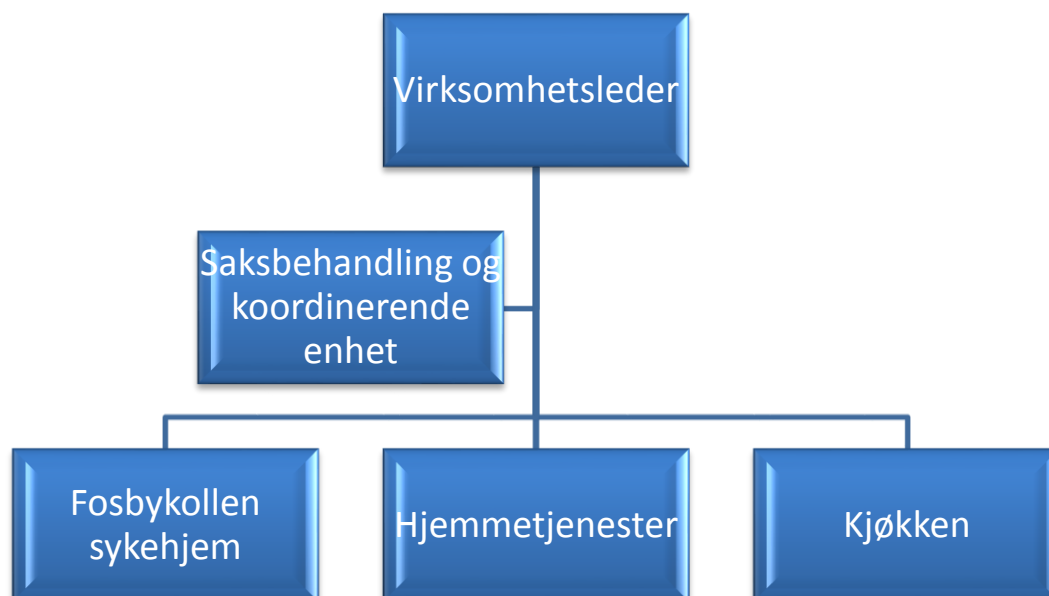 Virksomhetsleder
Saksbehandling og
koordinerende
enhet
Fosbykollen
sykehjem
Hjemmetjenester
Kjøkken